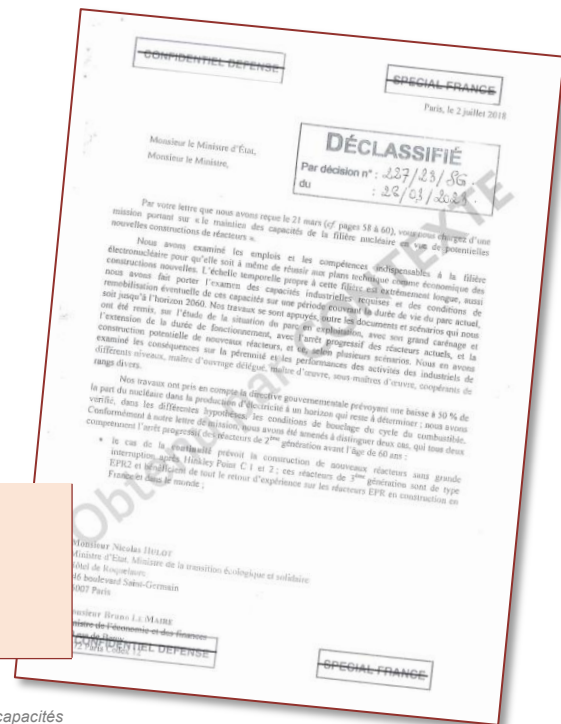 CONFIDENTIEL DEFENSE
SPECIAL FRANCE
Paris, le 2 juillet 2018
Monsieur le Ministre d'État,
Monsieur le Ministre,
DÉCLASSIFIÉ
Par décision n° : 227/23/SG
du : 28/03/2023.
Par votre lettre que nous avons reçue le 21 mars (cf pages 58 à 60), vous nous chargez d'une
mission portant sur « le maintien des capacités de la filière nucléaire en vue de potentielles
nouvelles constructions de réacteurs ».
Nous avons examiné les emplois et les compétences indispensables à la filière
électronucléaire pour qu'elle soit à même de réussir aux plans technique comme économique des
constructions nouvelles. L'échelle temporelle propre à cette filière est extrêmement longue, aussi
nous avons fait porter l'examen des capacités industrielles requises et des conditions de
remobilisation éventuelle de ces capacités sur une période couvrant la durée de vie du parc actuel,
soit jusqu'à l'horizon 2060. Nos travaux se sont appuyés, outre les documents et scénarios qui nous
ont été remis, sur l'étude de la situation du parc en exploitation, avec son grand carénage et
l'extension de la durée de fonctionnement, avec l'arrêt progressif des réacteurs actuels, et la
construction potentielle de nouveaux réacteurs, et ce selon plusieurs scénarios. Nous en avons
examiné les conséquences sur la pérennité et les performances des activités des industriels de
différents niveaux, maître d'ouvrage délégué, maître d'œuvre, sous-maîtres d'œuvre, coopérants de
rangs divers.
Nos travaux ont pris en compte la directive gouvernementale prévoyant une baisse à 50 % de
la part du nucléaire dans la production d'électricité à un horizon qui reste à déterminer ; nous avons
vérifié, dans les différentes hypothèses, les conditions de bouclage du cycle du combustible.
Conformément à notre lettre de mission, nous avons été amenés à distinguer deux cas, qui tous deux
comprennent l'arrêt progressif des réacteurs de 2ème génération avant l'âge de 60 ans :
• le cas de la continuité prévoit la construction de nouveaux réacteurs sans grande
interruption après Hinkley Point C 1 et 2 ; ces réacteurs de 3ème génération sont de type
EPR2 et bénéficient de tout le retour d'expérience sur les réacteurs EPR en construction en
France et dans le monde ;
Obtenu par CONTEXTE
Monsieur Nicolas HULOT
Ministre d'État, Ministre de la transition écologique et solidaire
Hôtel de Roquelaure
46 boulevard Saint-Germain
5007 Paris
Monsieur Bruno LE MAIRE
nistre de l'économie et des finances
rue de Bercy
72 Paris Cedex 12
CONFIDENTIEL DEFENSE
SPECIAL FRANCE
capacités